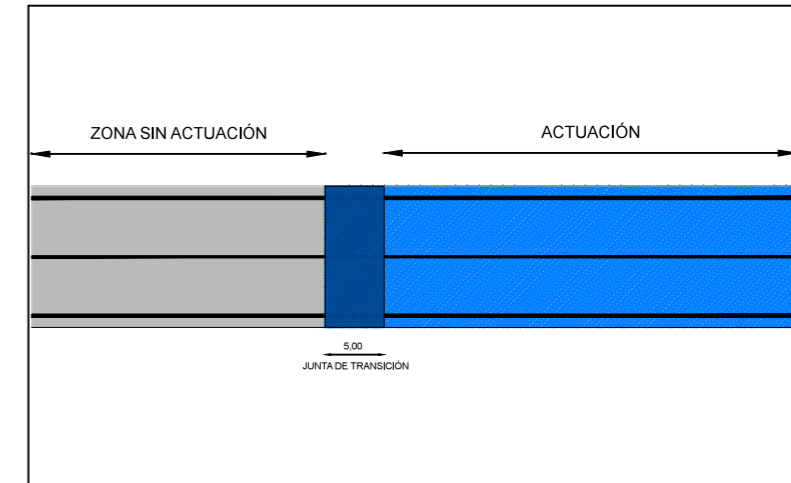 ZONA SIN ACTUACIÓN
ACTUACIÓN
5,00
JUNTA DE TRANSICIÓN